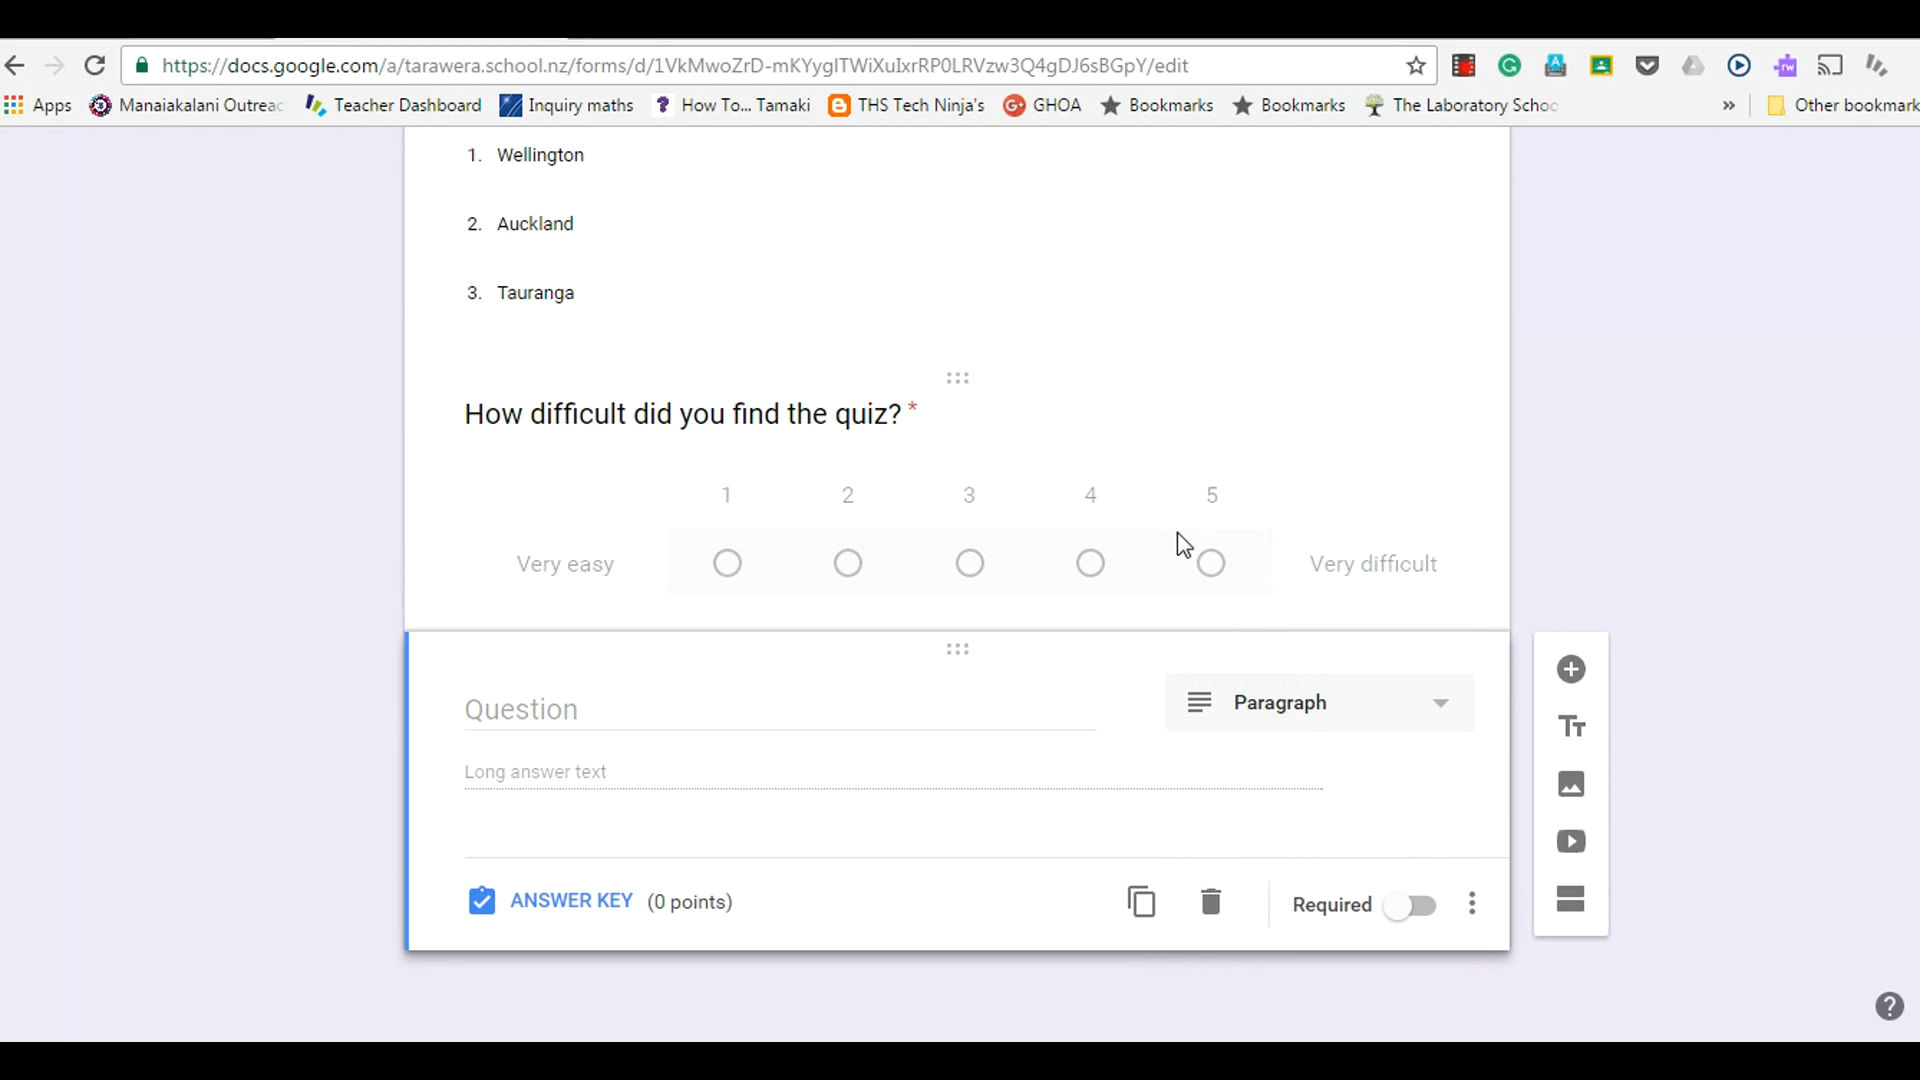 https://docs.google.com/a/tarawera.school.nz/forms/d/1VkMwoZrD-mKYyglTWiXuIxrRP0LRVzw3Q4gDJ6sBGpY/edit
Apps Manaiakalani Outreac Teacher Dashboard Inquiry maths ? How To... Tamaki THS Tech Ninja's G+ GHOA Bookmarks Bookmarks The Laboratory Schoo » Other bookmark
1. Wellington
2. Auckland
3. Tauranga
How difficult did you find the quiz? *
1 2 3 4 5
Very easy Very difficult
Question Paragraph
Long answer text
ANSWER KEY (0 points) Required